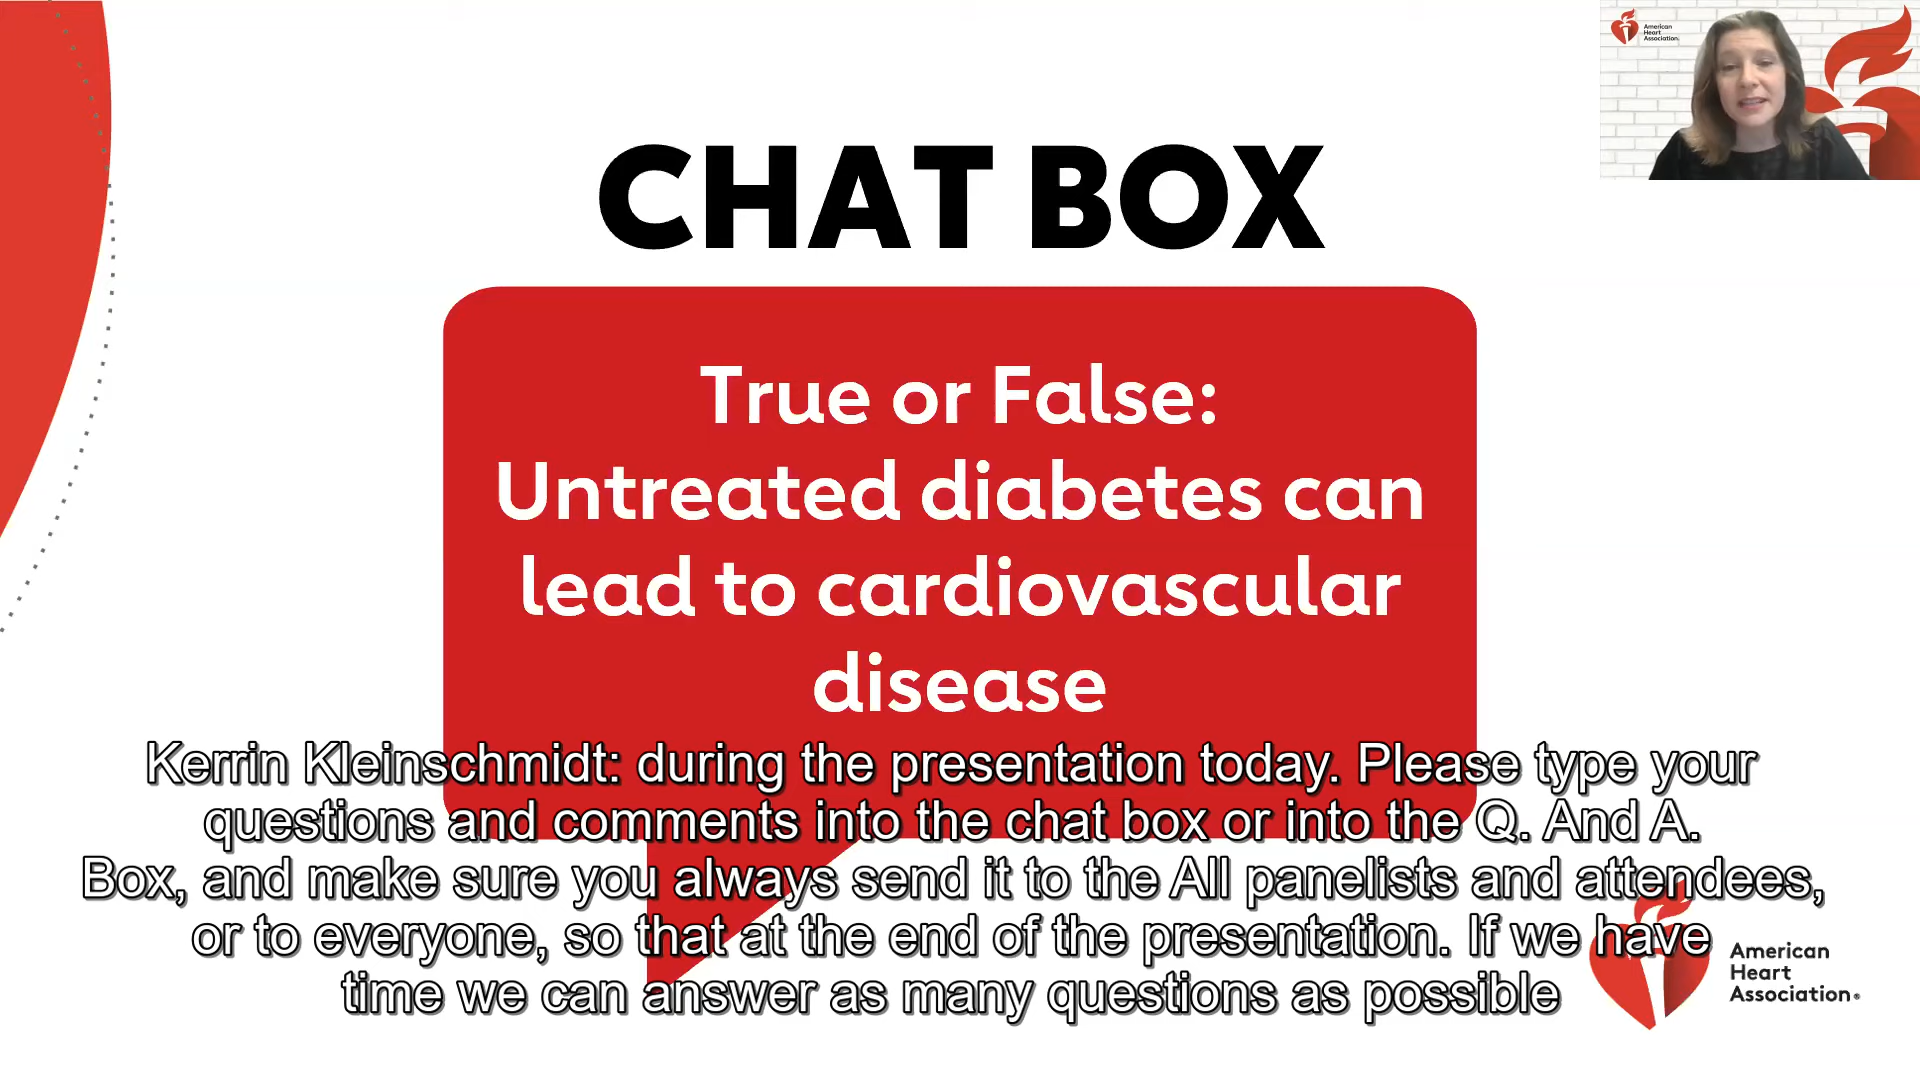 American
Heart
Association.
CHAT BOX
True or False:
Untreated diabetes can
lead to cardiovascular
disease
Kerrin Kleinschmidt: during the presentation today. Please type your
questions and comments into the chat box or into the Q. And A.
Box, and make sure you always send it to the All panelists and attendees,
or to everyone, so that at the end of the presentation. If we have
time we can answer as many questions as possible
American
Heart
Association®